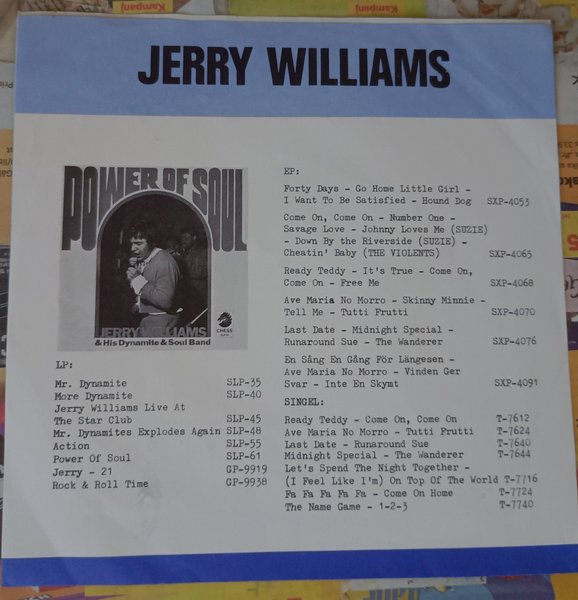 Kampanj
Kampanj
JERRY WILLIAMS
POWER OF SOUL
JERRY WILLIAMS
CHESS
& His Dynamite & Soul Band
LP:
Mr. Dynamite SLP-35
More Dynamite SLP-40
Jerry Williams Live At
The Star Club SLP-45
Mr. Dynamites Explodes Again SLP-48
Action SLP-55
Power Of Soul SLP-61
Jerry - 21 GP-9919
Rock & Roll Time GP-9938
EP:
Forty Days - Go Home Little Girl -
I Want To Be Satisfied - Hound Dog SXP-4053
Come On, Come On - Number One -
Savage Love - Johnny Loves Me (SUZIE)
- Down By the Riverside (SUZIE) -
Cheatin' Baby (THE VIOLENTS) SXP-4065
Ready Teddy - It's True - Come On,
Come On - Free Me SXP-4068
Ave Maria No Morro - Skinny Minnie -
Tell Me - Tutti Frutti SXP-4070
Last Date - Midnight Special -
Runaround Sue - The Wanderer SXP-4076
En Sång En Gång För Längesen -
Ave Maria No Morro - Vinden Ger
Svar - Inte En Skymt SXP-4091
SINGEL:
Ready Teddy - Come On, Come On T-7612
Ave Maria No Morro - Tutti Frutti T-7624
Last Date - Runaround Sue T-7640
Midnight Special - The Wanderer T-7644
Let's Spend The Night Together -
(I Feel Like I'm) On Top Of The World T-7716
Fa Fa Fa Fa Fa - Come On Home T-7724
The Name Game - 1-2-3 T-7740